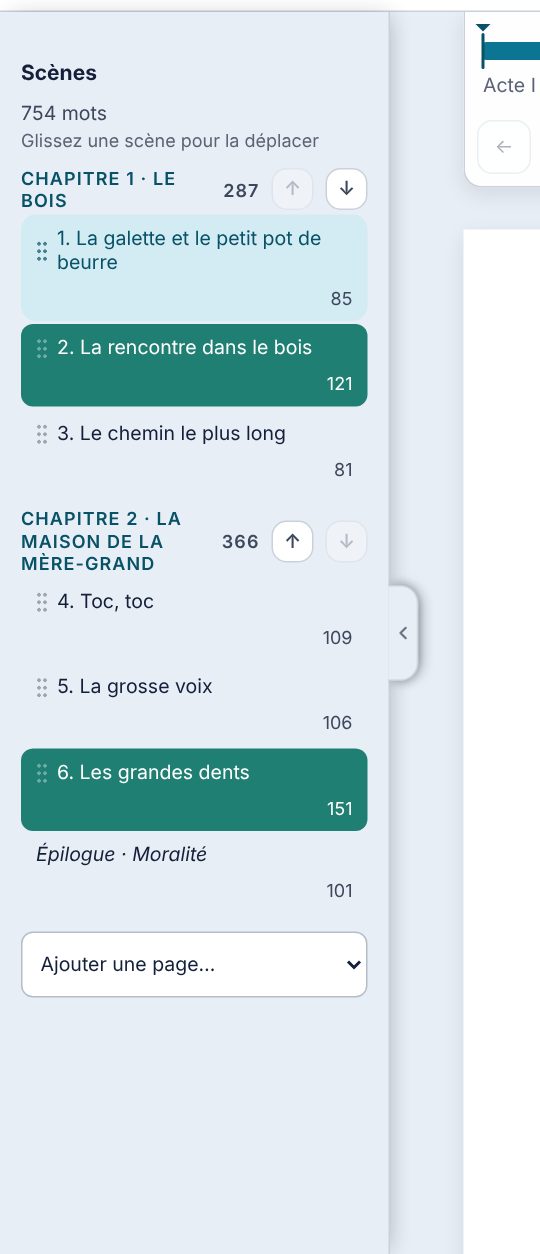 Scènes
754 mots
Glissez une scène pour la déplacer
CHAPITRE 1 · LE
BOIS
287
1. La galette et le petit pot de
beurre
85
2. La rencontre dans le bois
121
3. Le chemin le plus long
81
CHAPITRE 2 · LA
MAISON DE LA
MÈRE-GRAND
366
4. Toc, toc
109
5. La grosse voix
106
6. Les grandes dents
151
Épilogue · Moralité
101
Ajouter une page...
Acte I